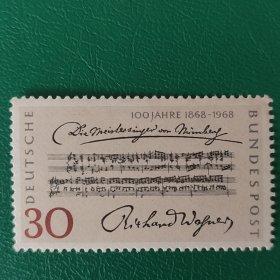 100 JAHRE 1868-1968
Die Meistersinger von Nürnberg
DEUTSCHE
BUNDESPOST
30
Richard Wagner